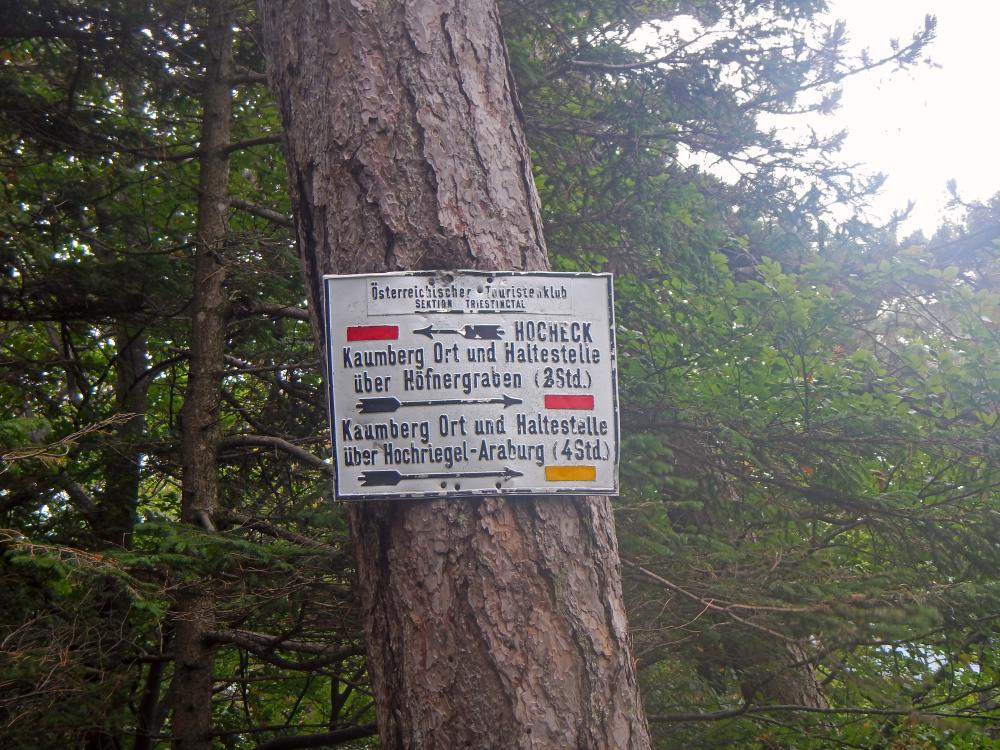 Österreichischer Touristenklub
SEKTION TRIESTINGTAL
HOCHECK
Kaumberg Ort und Haltestelle
über Höfnergraben (2Std.)
Kaumberg Ort und Haltestelle
über Hochriegel-Araburg (4Std.)